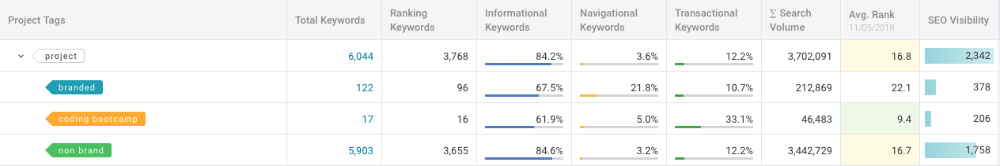 Project Tags Total Keywords Ranking Keywords Informational Keywords Navigational Keywords Transactional Keywords Σ Search Volume Avg. Rank 11/05/2018 SEO Visibility
project 6,044 3,768 84.2% 3.6% 12.2% 3,702,091 16.8 2,342
branded 122 96 67.5% 21.8% 10.7% 212,869 22.1 378
coding bootcamp 17 16 61.9% 5.0% 33.1% 46,483 9.4 206
non brand 5,903 3,655 84.6% 3.2% 12.2% 3,442,729 16.7 1,758